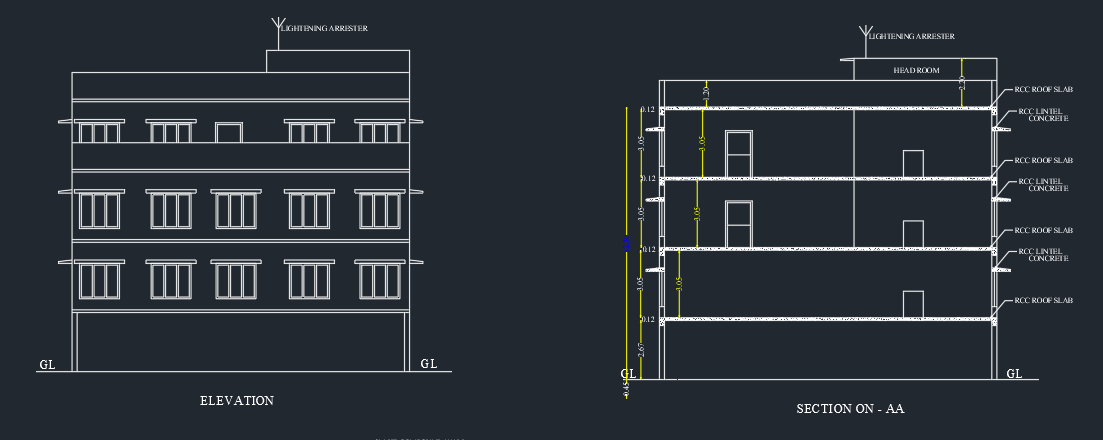 LIGHTENING ARRESTER
GL
GL
ELEVATION
LIGHTENING ARRESTER
HEAD ROOM
2.20
1.20
RCC ROOF SLAB
0.12
RCC LINTEL
CONCRETE
3.05
3.05
RCC ROOF SLAB
0.12
RCC LINTEL
CONCRETE
3.05
3.05
RCC ROOF SLAB
0.12
RCC LINTEL
CONCRETE
3.05
3.05
RCC ROOF SLAB
0.12
2.67
GL
GL
0.45
SECTION ON - AA